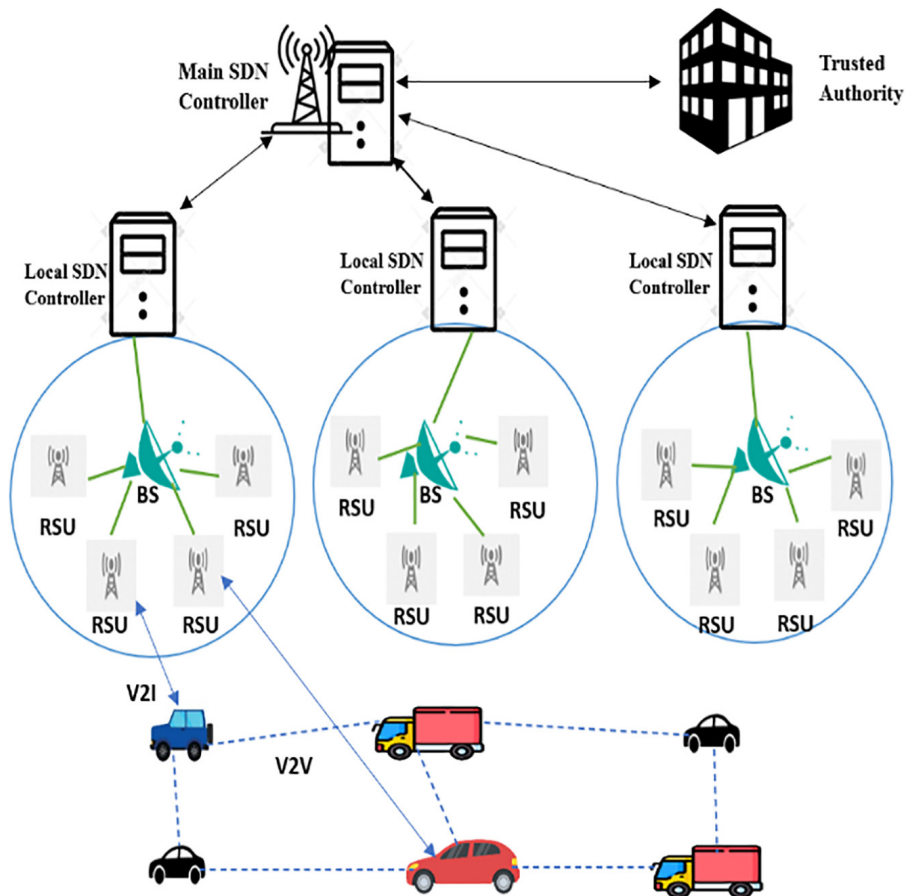 Main SDN
Controller
Trusted
Authority
Local SDN
Controller
Local SDN
Controller
Local SDN
Controller
BS
RSU
RSU
RSU
RSU
BS
RSU
RSU
RSU
RSU
BS
RSU
RSU
RSU
RSU
V2I
V2V